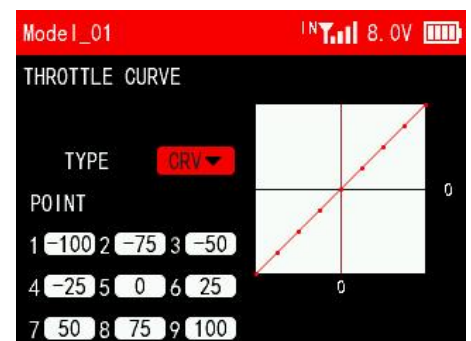 Model_01 IN 8.0V
THROTTLE CURVE
TYPE CRV
POINT
1 -100 2 -75 3 -50
4 -25 5 0 6 25
7 50 8 75 9 100
0
0